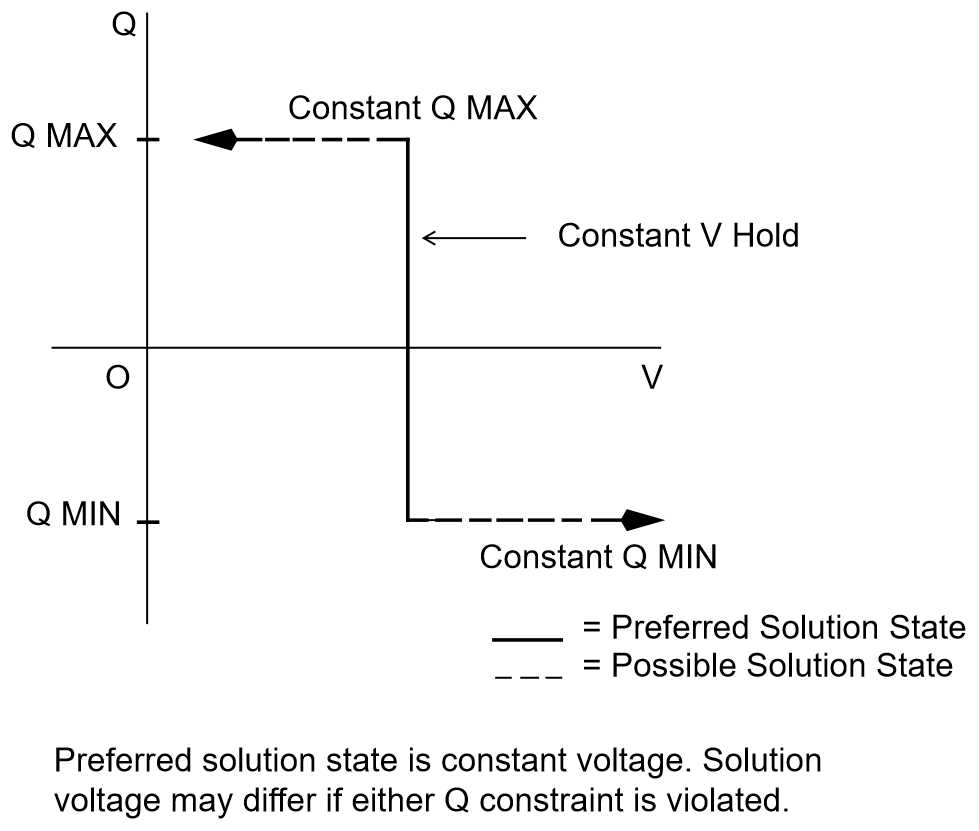 Q
Constant Q MAX
Q MAX
Constant V Hold
O
V
Q MIN
Constant Q MIN
= Preferred Solution State
= Possible Solution State
Preferred solution state is constant voltage. Solution
voltage may differ if either Q constraint is violated.